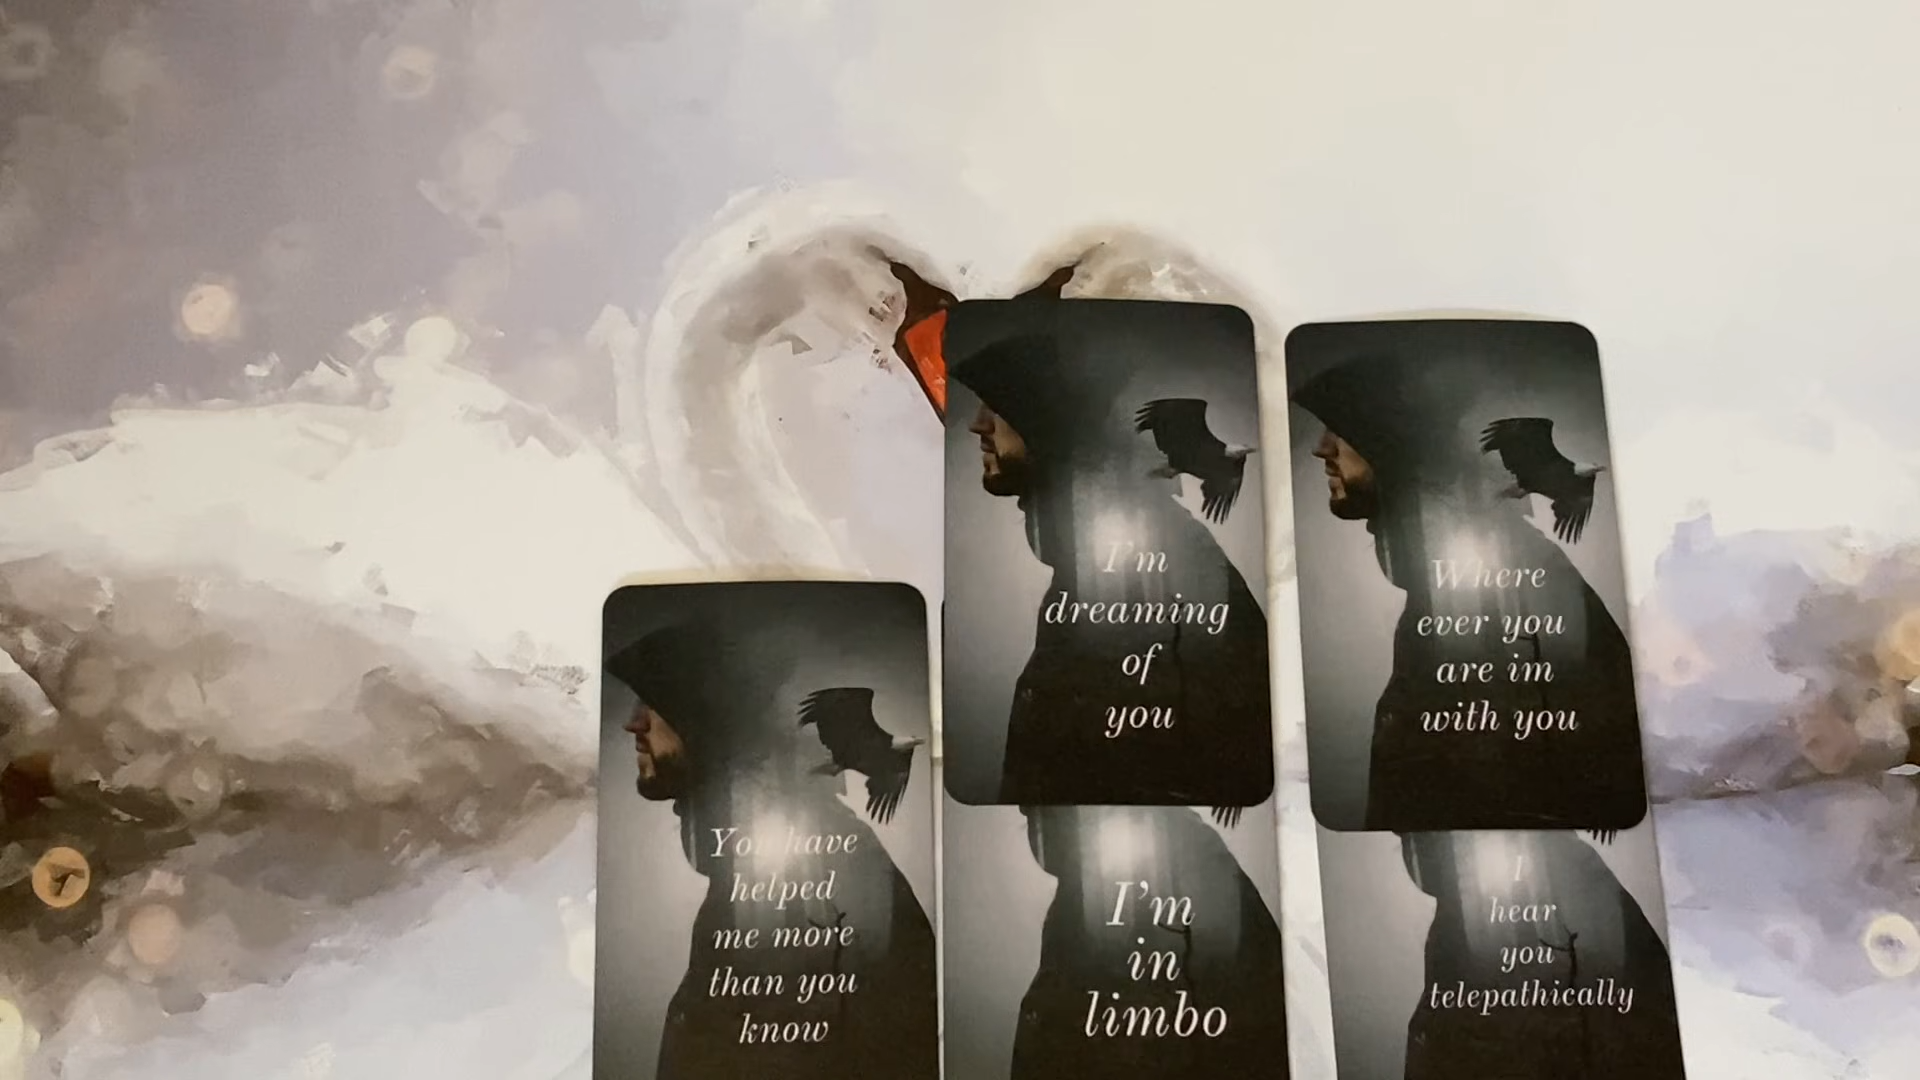 I'm
dreaming
of
you
Where
ever you
are im
with you
You have
helped
me more
than you
know
I'm
in
limbo
I
hear
you
telepathically